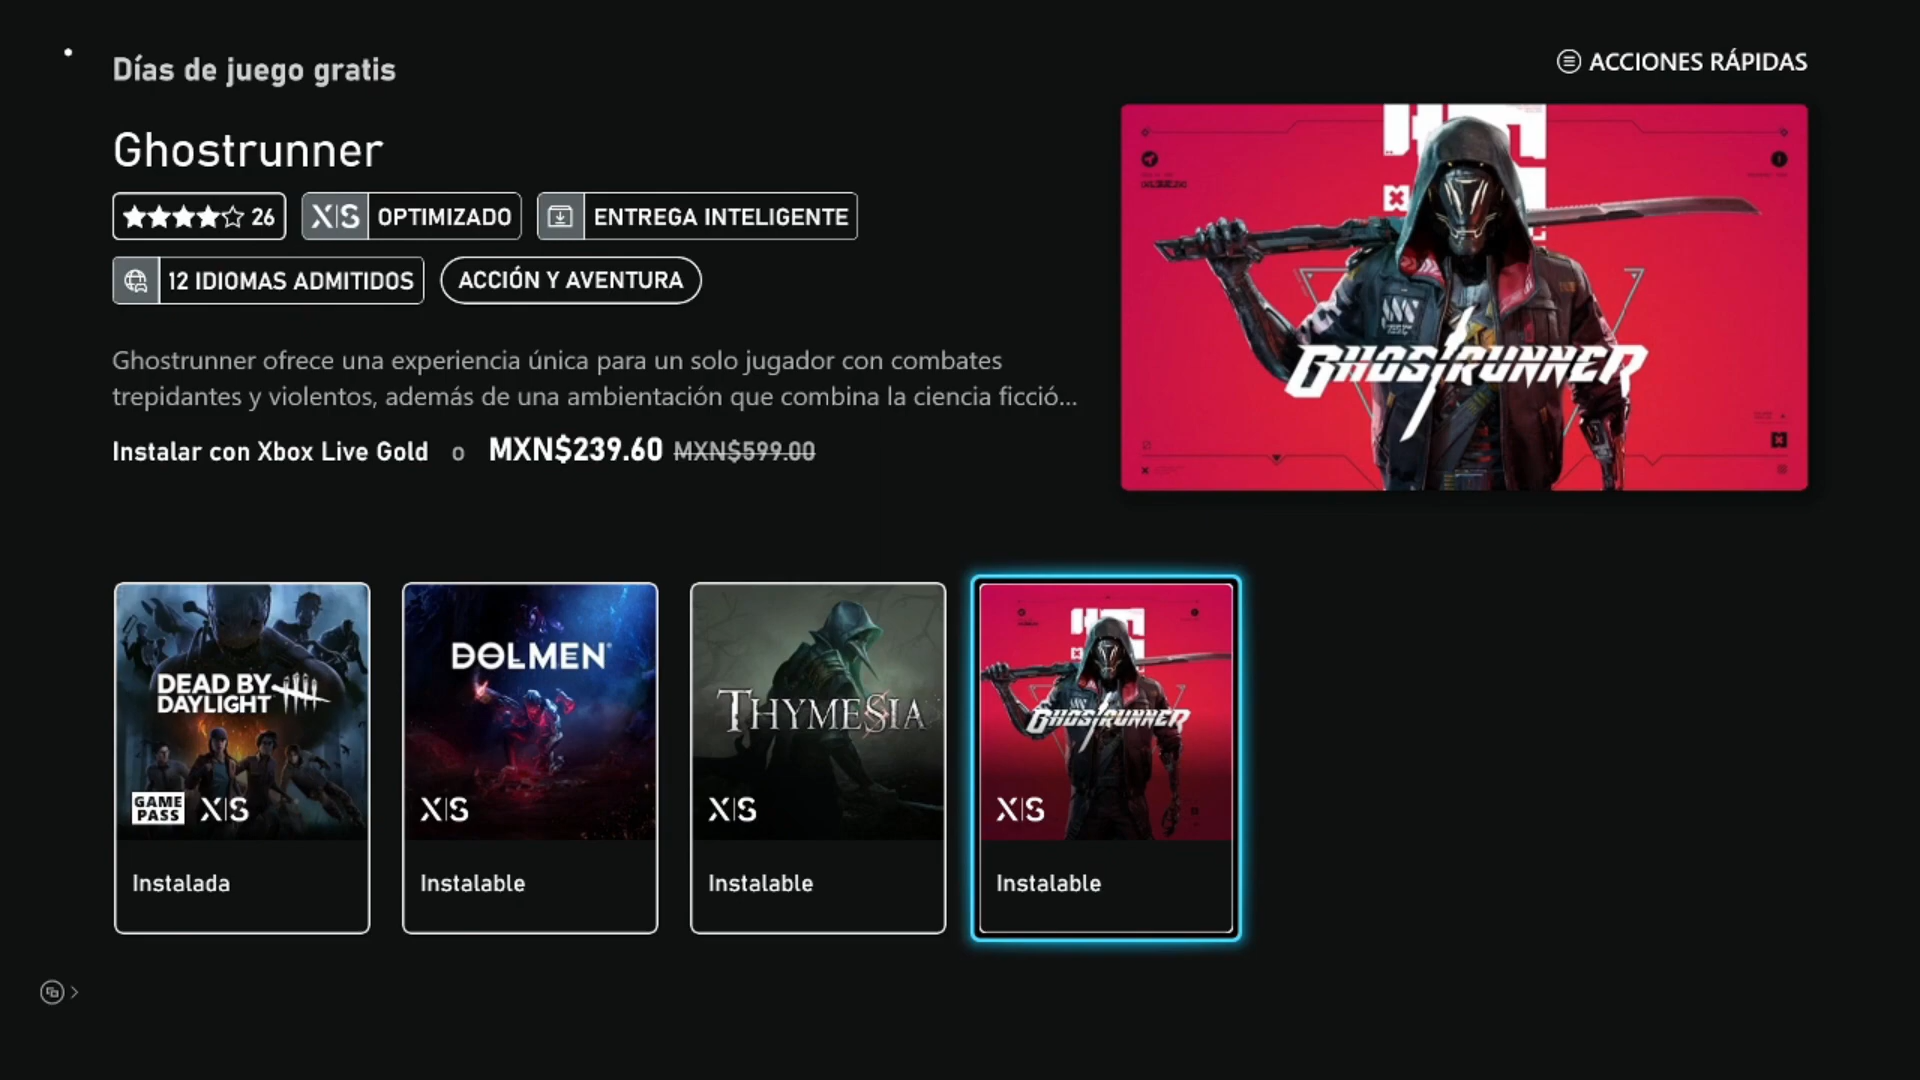 Días de juego gratis
ACCIONES RÁPIDAS
Ghostrunner
26
X|S OPTIMIZADO
ENTREGA INTELIGENTE
12 IDIOMAS ADMITIDOS
ACCIÓN Y AVENTURA
Ghostrunner ofrece una experiencia única para un solo jugador con combates
trepidantes y violentos, además de una ambientación que combina la ciencia ficció...
Instalar con Xbox Live Gold o MXN$239.60 MXN$599.00
GHOSTRUNNER
DEAD BY
DAYLIGHT
GAME
PASS
X|S
Instalada
DOLMEN
X|S
Instalable
THYMESIA
X|S
Instalable
GHOSTRUNNER
X|S
Instalable